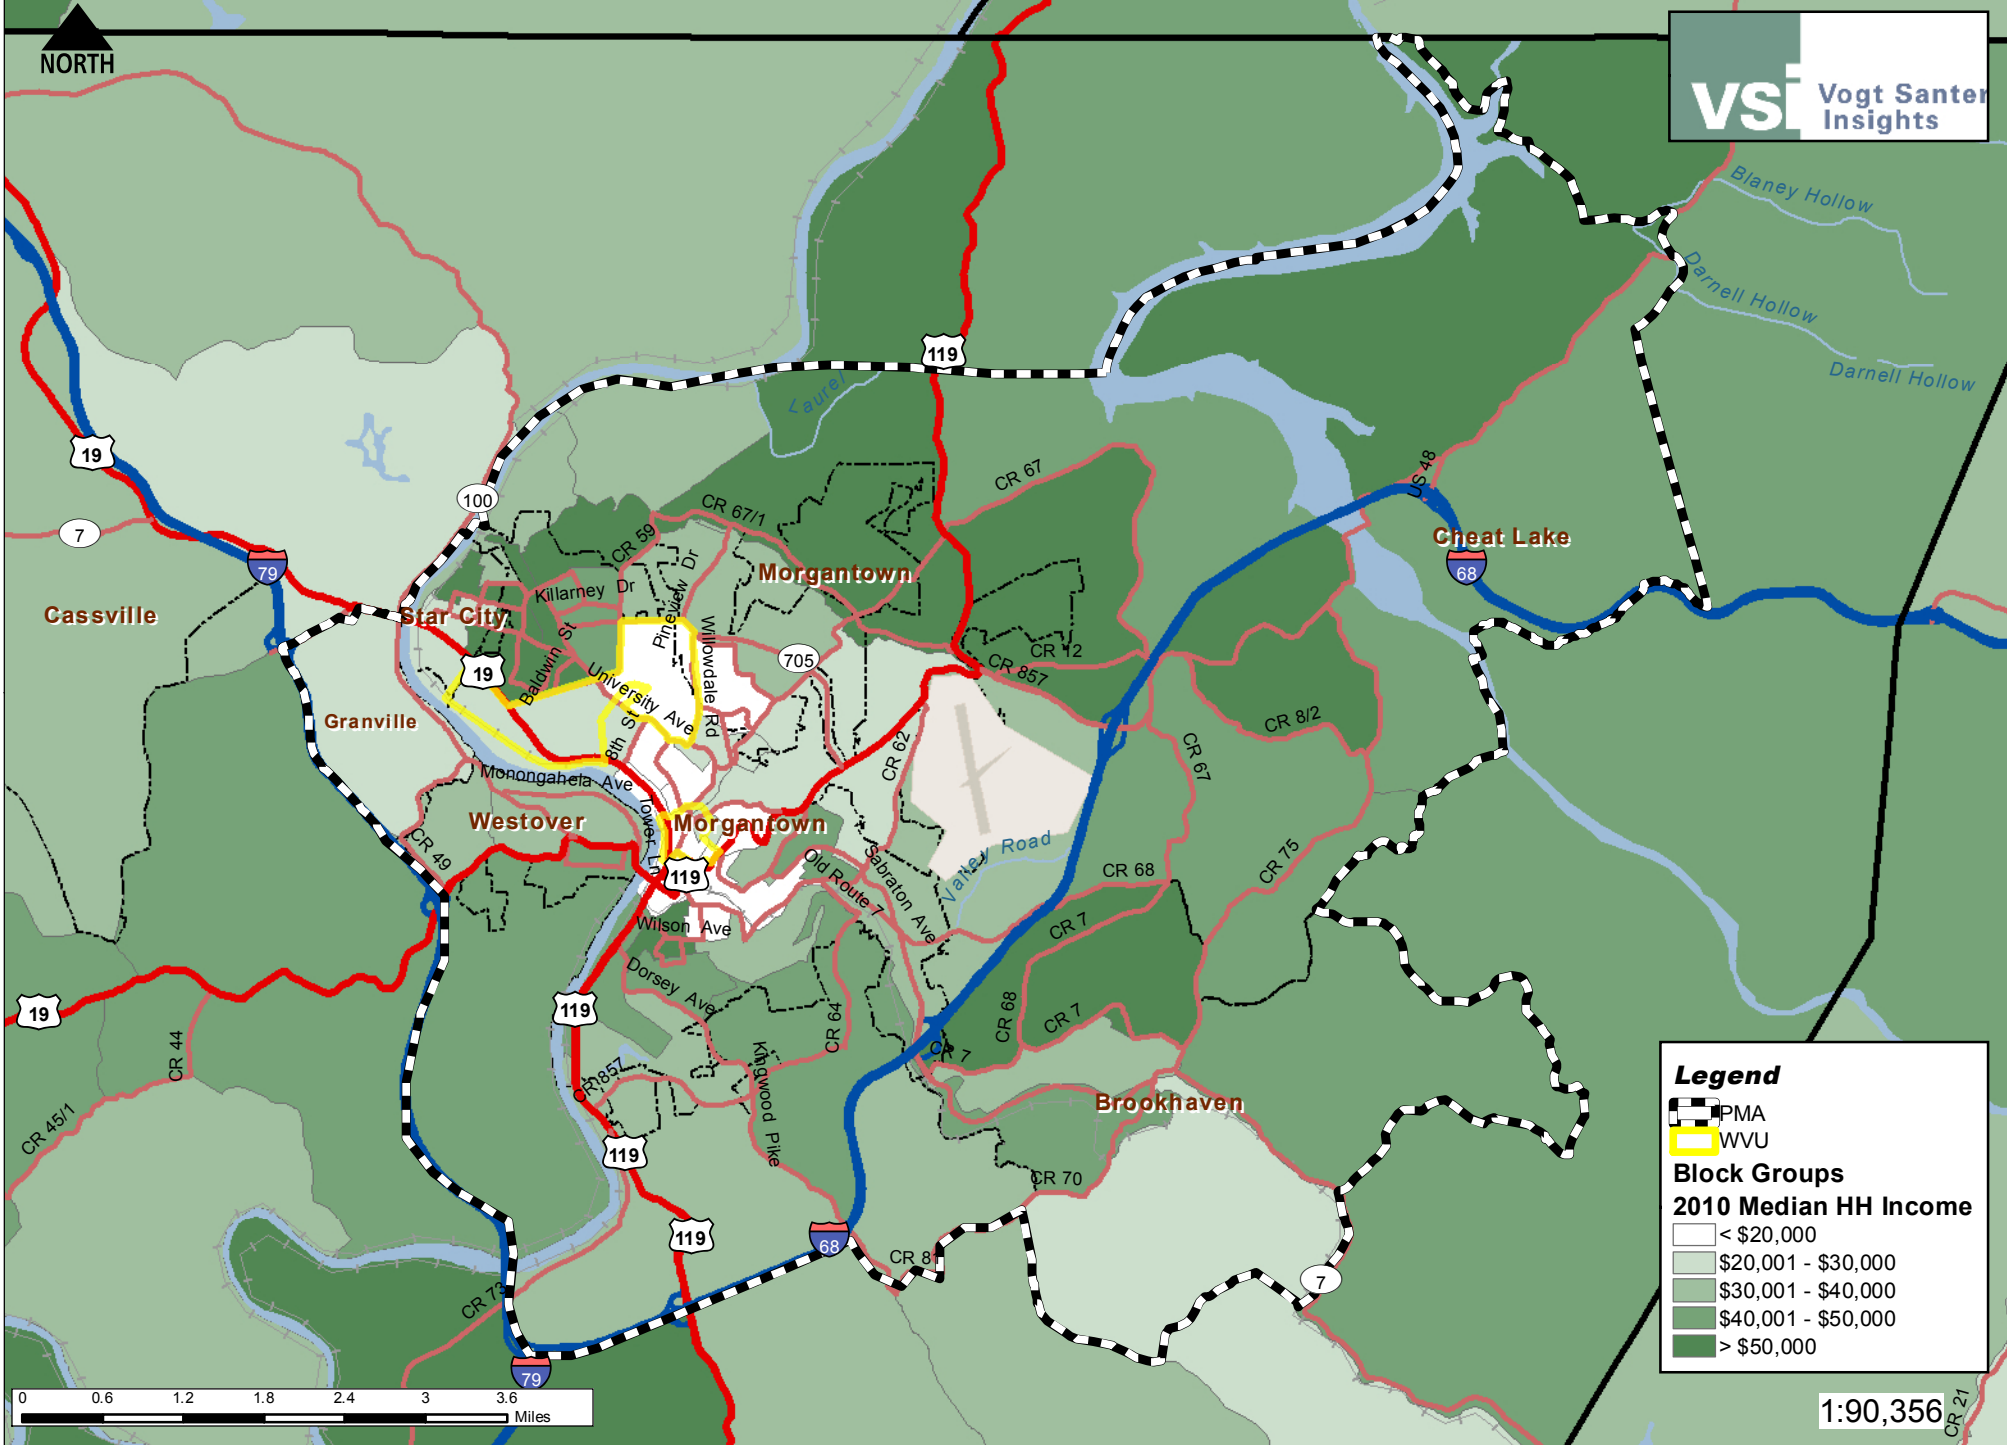 NORTH
vsi Vogt Santer
Insights
Blaney Hollow
Darnell Hollow
Darnell Hollow
119
Laurel
19
100
7
79
CR 67
US 48
CR 67/1
Cheat Lake
68
CR 59
Morgantown
Killarney Dr
Pineview Dr
Cassville
Star City
Baldwin St
Willowdale Rd
705
CR 12
CR 857
19
University Ave
Granville
8th St
CR 62
CR 8/2
CR 67
Monongahela Ave
Tower Ln
Westover
Morgantown
CR 49
119
Old Route 7
Sabraton Ave
Valley Road
CR 68
CR 75
Wilson Ave
CR 7
Dorsey Ave
19
119
CR 64
CR 68
CR 7
CR 7
CR 44
CR 857
Kingwood Pike
CR 45/1
Brookhaven
119
CR 70
119
68
CR 81
7
CR 73
79
Legend
PMA
WVU
Block Groups
2010 Median HH Income
< $20,000
$20,001 - $30,000
$30,001 - $40,000
$40,001 - $50,000
> $50,000
0 0.6 1.2 1.8 2.4 3 3.6
Miles
1:90,356
CR 21